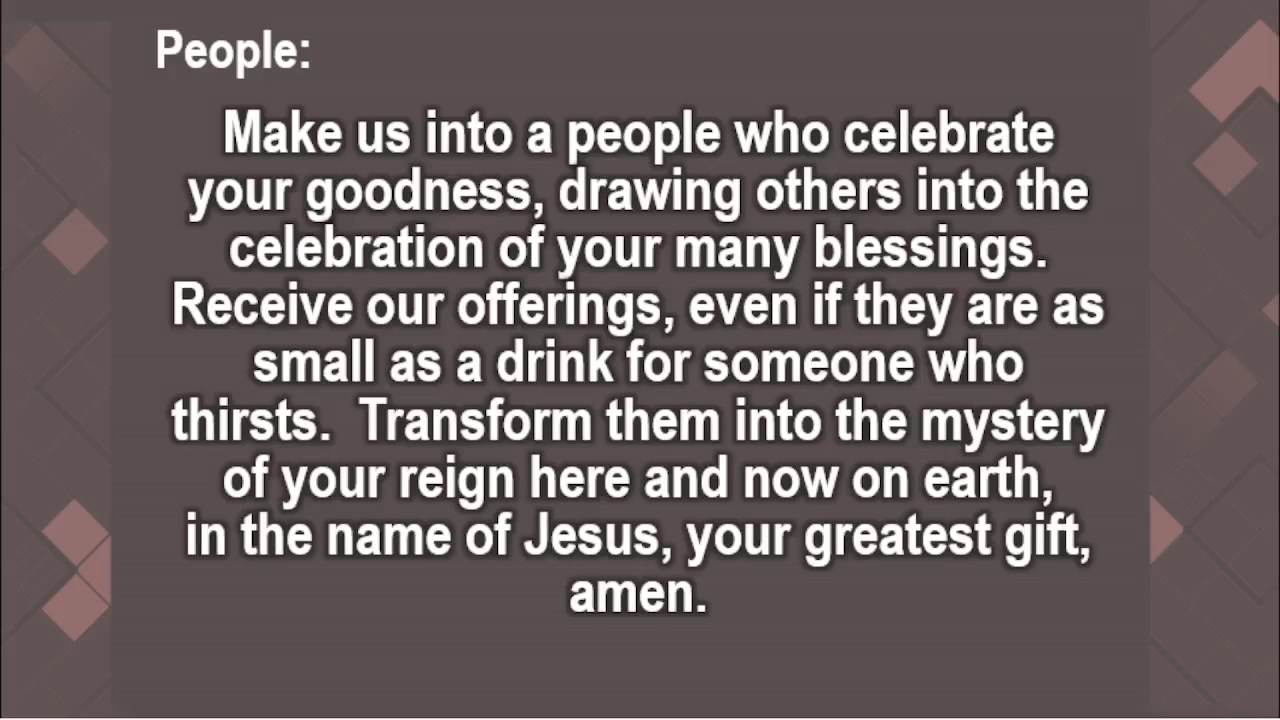 People:
Make us into a people who celebrate
your goodness, drawing others into the
celebration of your many blessings.
Receive our offerings, even if they are as
small as a drink for someone who
thirsts.  Transform them into the mystery
of your reign here and now on earth,
in the name of Jesus, your greatest gift,
amen.